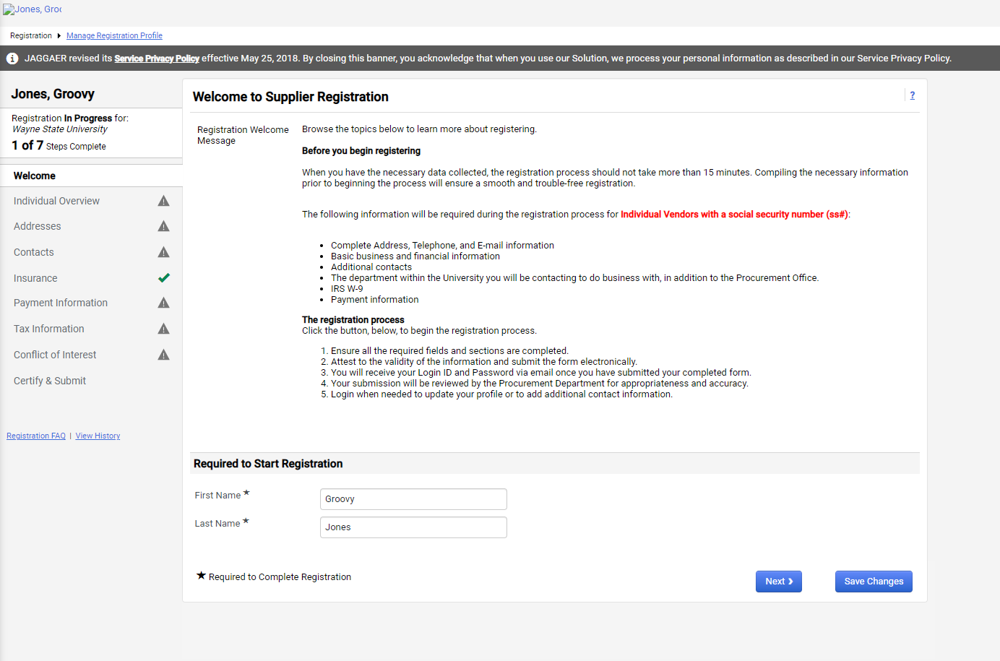 Jones, Groo
Registration Manage Registration Profile
JAGGAER revised its Service Privacy Policy effective May 25, 2018. By closing this banner, you acknowledge that when you use our Solution, we process your personal information as described in our Service Privacy Policy.
Jones, Groovy
Registration In Progress for:
Wayne State University
1 of 7 Steps Complete
Welcome
Individual Overview
Addresses
Contacts
Insurance
Payment Information
Tax Information
Conflict of Interest
Certify & Submit
Registration FAQ | View History
Welcome to Supplier Registration
?
Registration Welcome
Message
Browse the topics below to learn more about registering.
Before you begin registering
When you have the necessary data collected, the registration process should not take more than 15 minutes. Compiling the necessary information
prior to beginning the process will ensure a smooth and trouble-free registration.
The following information will be required during the registration process for Individual Vendors with a social security number (ss#):
• Complete Address, Telephone, and E-mail information
• Basic business and financial information
• Additional contacts
• The department within the University you will be contacting to do business with, in addition to the Procurement Office.
• IRS W-9
• Payment information
The registration process
Click the button, below, to begin the registration process.
1. Ensure all the required fields and sections are completed.
2. Attest to the validity of the information and submit the form electronically.
3. You will receive your Login ID and Password via email once you have submitted your completed form.
4. Your submission will be reviewed by the Procurement Department for appropriateness and accuracy.
5. Login when needed to update your profile or to add additional contact information.
Required to Start Registration
First Name ★
Groovy
Last Name ★
Jones
★ Required to Complete Registration
Next ❯
Save Changes